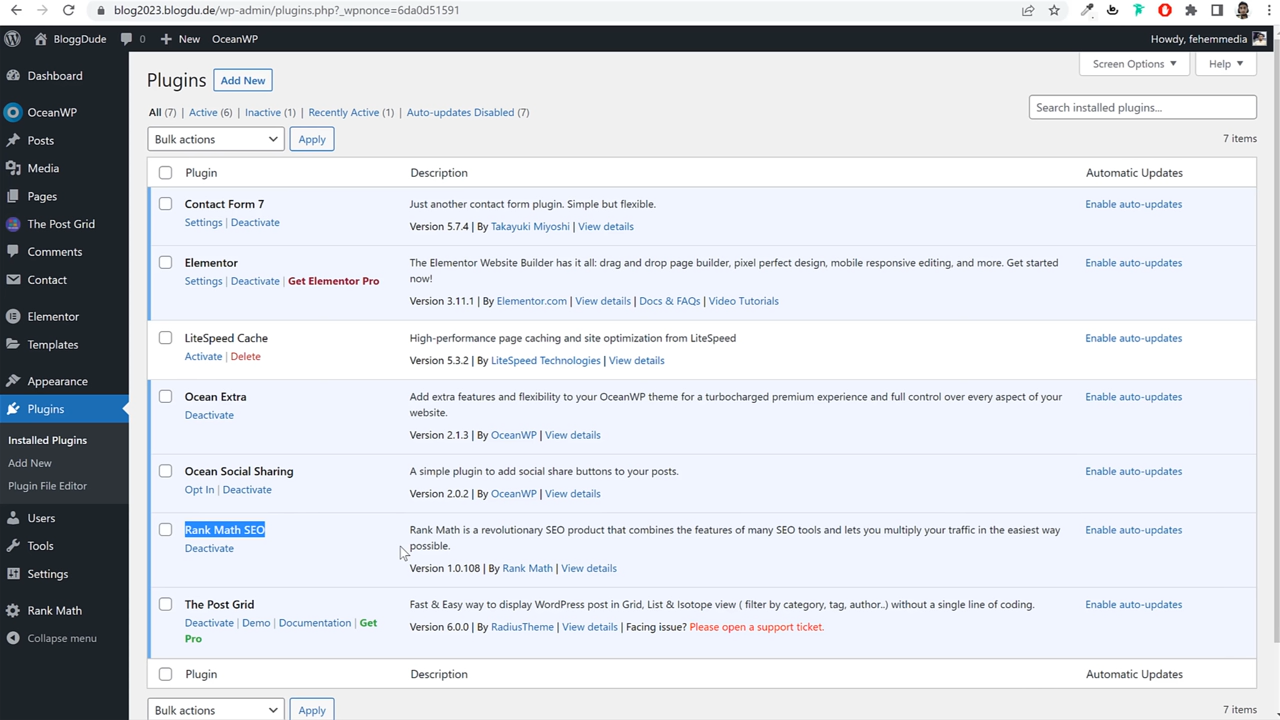 blog2023.blogdu.de/wp-admin/plugins.php?_wpnonce=6da0d51591
BloggDude 0 New OceanWP Howdy, fehemmedia
Dashboard
OceanWP
Posts
Media
Pages
The Post Grid
Comments
Contact
Elementor
Templates
Appearance
Plugins
Installed Plugins
Add New
Plugin File Editor
Users
Tools
Settings
Rank Math
Collapse menu
Screen Options Help
Plugins Add New
All (7) | Active (6) | Inactive (1) | Recently Active (1) | Auto-updates Disabled (7)
Search installed plugins...
Bulk actions Apply 7 items
Plugin Description Automatic Updates
Contact Form 7 Just another contact form plugin. Simple but flexible. Enable auto-updates
Settings | Deactivate Version 5.7.4 | By Takayuki Miyoshi | View details
Elementor The Elementor Website Builder has it all: drag and drop page builder, pixel perfect design, mobile responsive editing, and more. Get started Enable auto-updates
Settings | Deactivate | Get Elementor Pro now!
Version 3.11.1 | By Elementor.com | View details | Docs & FAQs | Video Tutorials
LiteSpeed Cache High-performance page caching and site optimization from LiteSpeed Enable auto-updates
Activate | Delete Version 5.3.2 | By LiteSpeed Technologies | View details
Ocean Extra Add extra features and flexibility to your OceanWP theme for a turbocharged premium experience and full control over every aspect of your Enable auto-updates
Deactivate website.
Version 2.1.3 | By OceanWP | View details
Ocean Social Sharing A simple plugin to add social share buttons to your posts. Enable auto-updates
Opt In | Deactivate Version 2.0.2 | By OceanWP | View details
Rank Math SEO Rank Math is a revolutionary SEO product that combines the features of many SEO tools and lets you multiply your traffic in the easiest way Enable auto-updates
Deactivate possible.
Version 1.0.108 | By Rank Math | View details
The Post Grid Fast & Easy way to display WordPress post in Grid, List & Isotope view ( filter by category, tag, author..) without a single line of coding. Enable auto-updates
Deactivate | Demo | Documentation | Get Version 6.0.0 | By RadiusTheme | View details | Facing issue? Please open a support ticket.
Pro
Plugin Description Automatic Updates
Bulk actions Apply 7 items